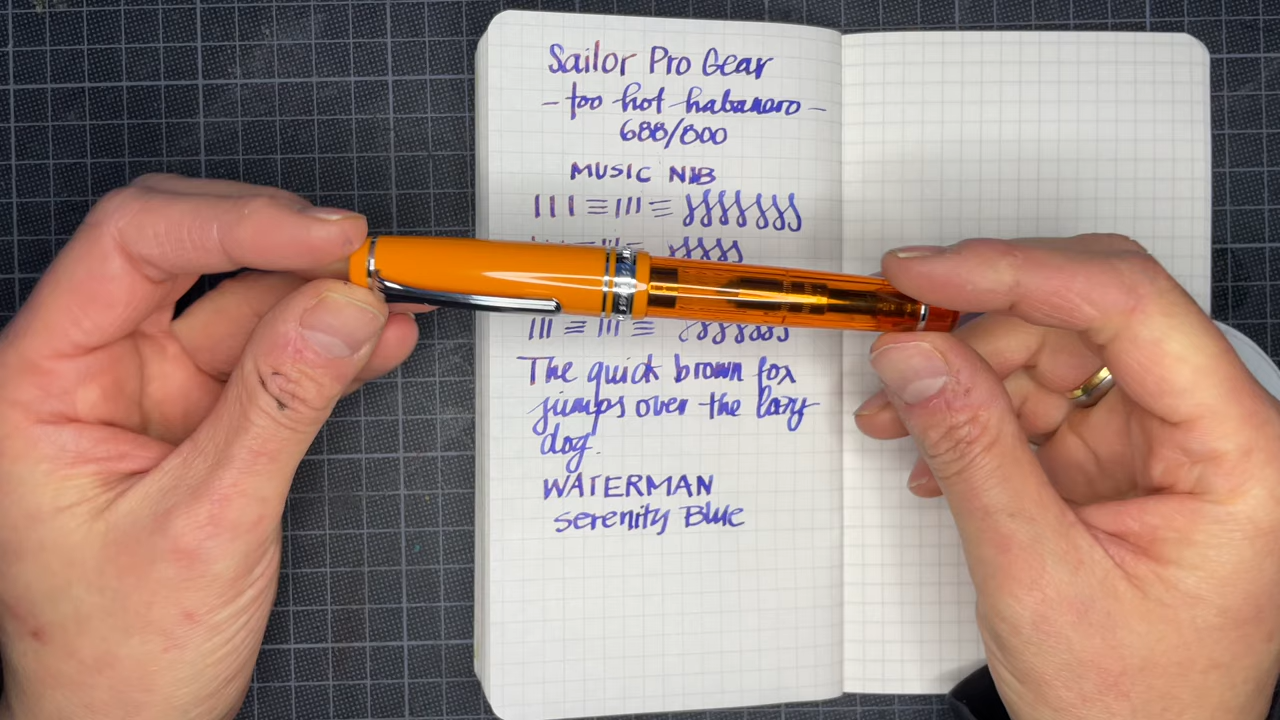 Sailor Pro Gear
- too hot habanero -
688/800
MUSIC NIB
The quick brown fox
jumps over the lazy
dog.
WATERMAN
Serenity Blue